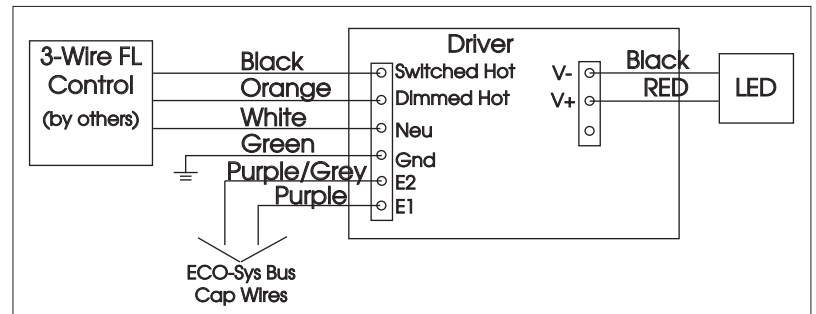 3-Wire FL
Control
(by others)
Black
Orange
White
Green
Purple/Grey
Purple
Driver
Switched Hot
Dimmed Hot
Neu
Gnd
E2
E1
V-
V+
Black
RED
LED
ECO-Sys Bus
Cap Wires